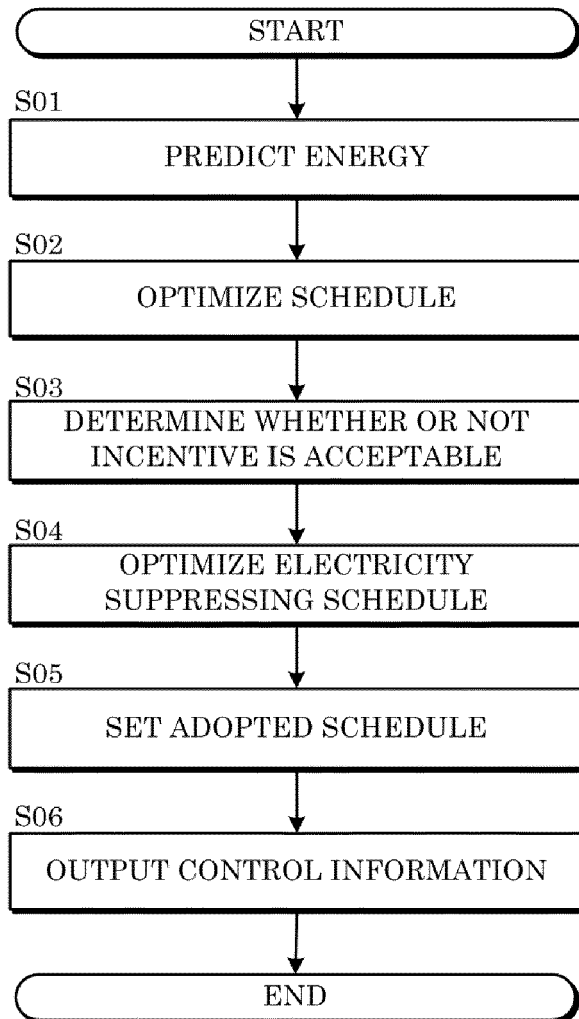 START
S01
PREDICT ENERGY
S02
OPTIMIZE SCHEDULE
S03
DETERMINE WHETHER OR NOT
INCENTIVE IS ACCEPTABLE
S04
OPTIMIZE ELECTRICITY
SUPPRESSING SCHEDULE
S05
SET ADOPTED SCHEDULE
S06
OUTPUT CONTROL INFORMATION
END